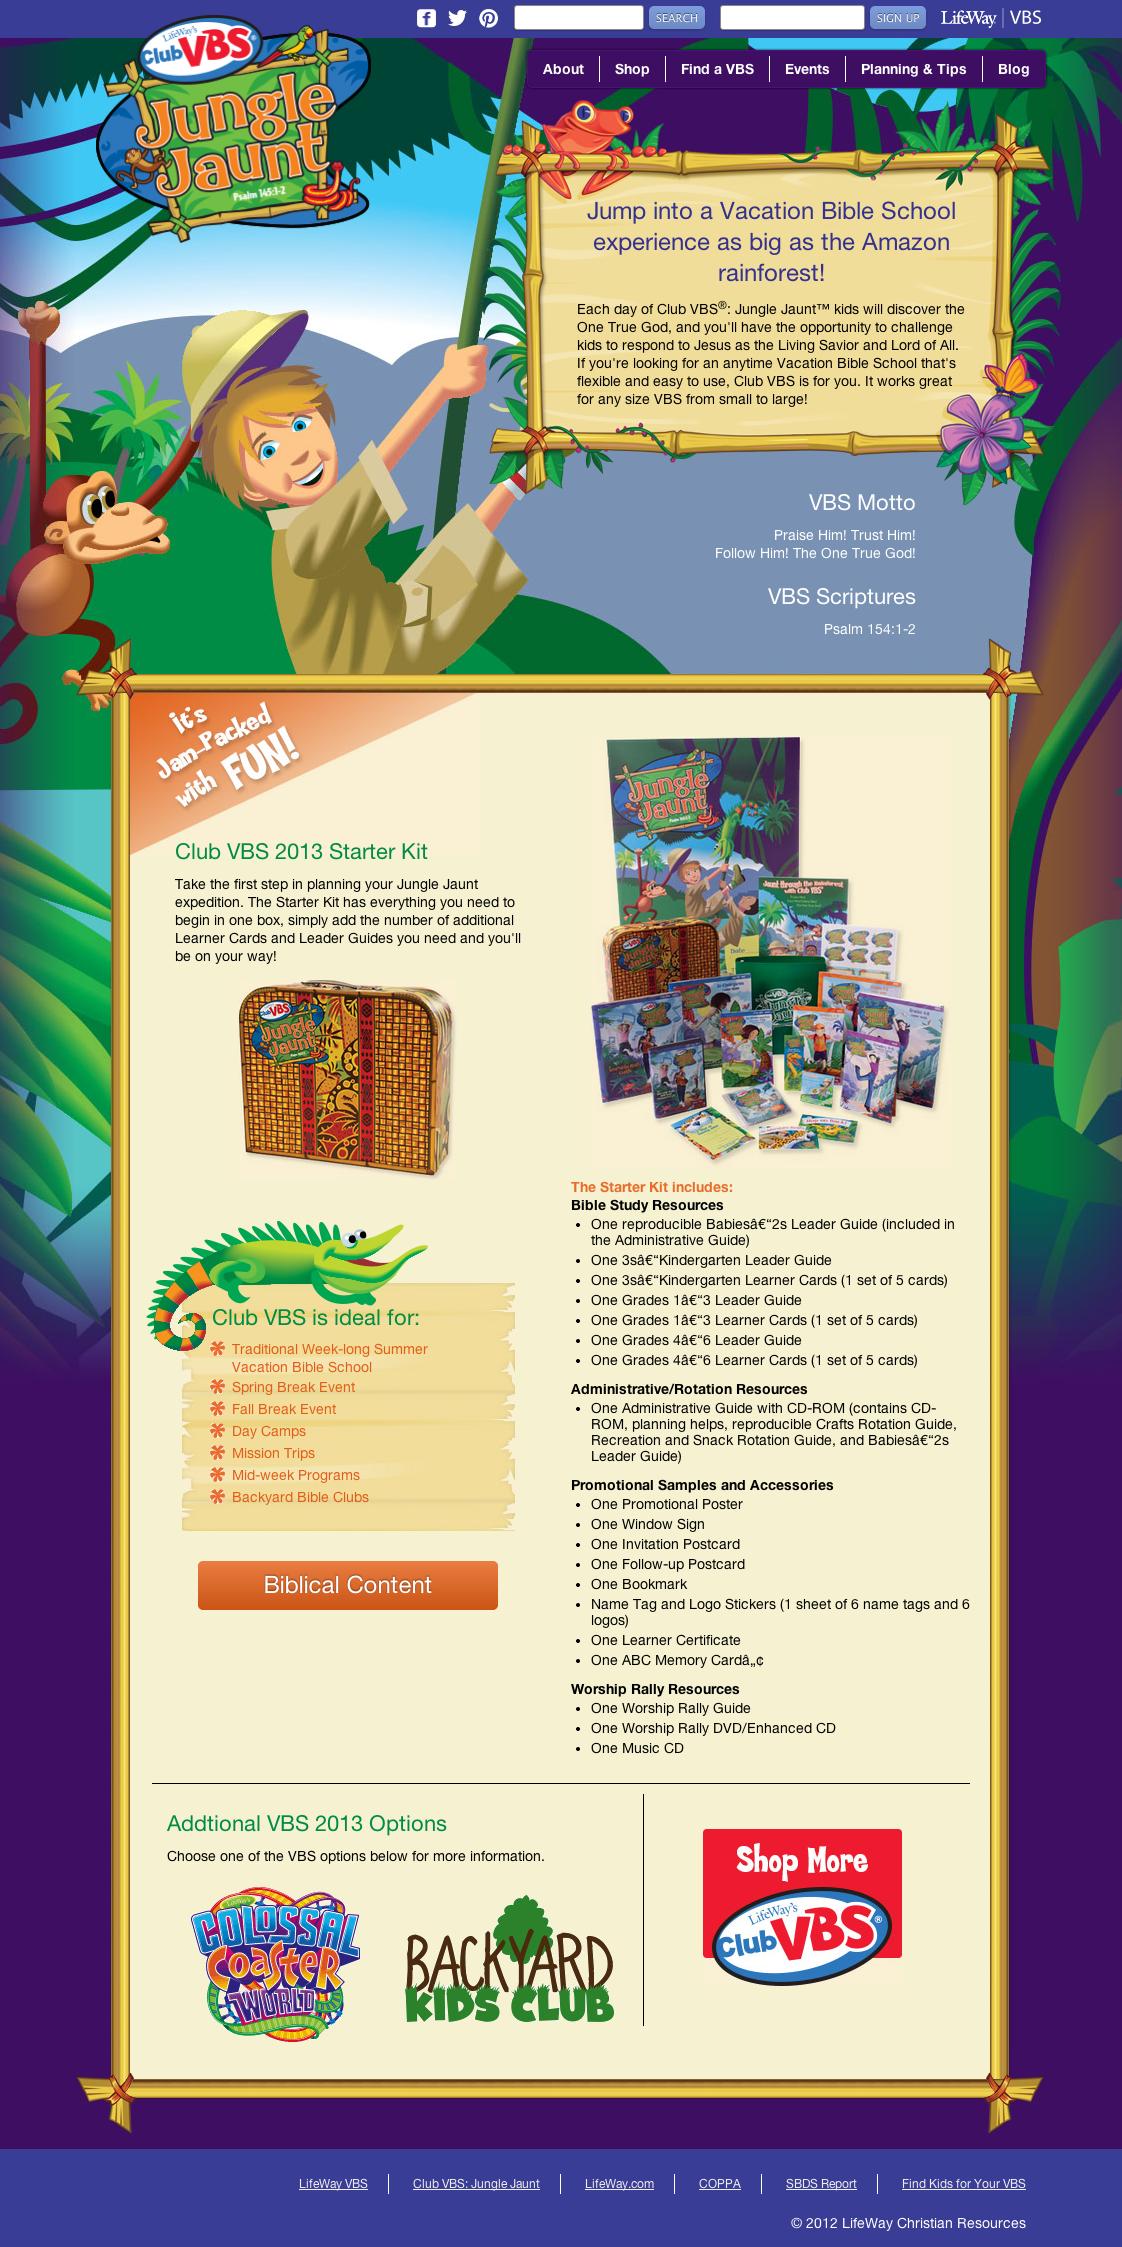 SEARCH
SIGN UP
LifeWay | VBS
LifeWay's
Club VBS®
Jungle
Jaunt
Psalm 145:1-2
About
Shop
Find a VBS
Events
Planning & Tips
Blog
Jump into a Vacation Bible School
experience as big as the Amazon
rainforest!
Each day of Club VBS®: Jungle Jaunt™ kids will discover the
One True God, and you'll have the opportunity to challenge
kids to respond to Jesus as the Living Savior and Lord of All.
If you're looking for an anytime Vacation Bible School that's
flexible and easy to use, Club VBS is for you. It works great
for any size VBS from small to large!
VBS Motto
Praise Him! Trust Him!
Follow Him! The One True God!
VBS Scriptures
Psalm 154:1-2
it's
Jam-Packed
with FUN!
Club VBS 2013 Starter Kit
Take the first step in planning your Jungle Jaunt
expedition. The Starter Kit has everything you need to
begin in one box, simply add the number of additional
Learner Cards and Leader Guides you need and you'll
be on your way!
Club VBS
Jungle
Jaunt
Club VBS is ideal for:
Traditional Week-long Summer
Vacation Bible School
Spring Break Event
Fall Break Event
Day Camps
Mission Trips
Mid-week Programs
Backyard Bible Clubs
Biblical Content
Jungle
Jaunt
Jaunt through the Rainforest
with Club VBS
The Starter Kit includes:
Bible Study Resources
One reproducible Babiesâ€“2s Leader Guide (included in
the Administrative Guide)
One 3sâ€“Kindergarten Leader Guide
One 3sâ€“Kindergarten Learner Cards (1 set of 5 cards)
One Grades 1â€“3 Leader Guide
One Grades 1â€“3 Learner Cards (1 set of 5 cards)
One Grades 4â€“6 Leader Guide
One Grades 4â€“6 Learner Cards (1 set of 5 cards)
Administrative/Rotation Resources
One Administrative Guide with CD-ROM (contains CD-
ROM, planning helps, reproducible Crafts Rotation Guide,
Recreation and Snack Rotation Guide, and Babiesâ€“2s
Leader Guide)
Promotional Samples and Accessories
One Promotional Poster
One Window Sign
One Invitation Postcard
One Follow-up Postcard
One Bookmark
Name Tag and Logo Stickers (1 sheet of 6 name tags and 6
logos)
One Learner Certificate
One ABC Memory Cardâ„¢
Worship Rally Resources
One Worship Rally Guide
One Worship Rally DVD/Enhanced CD
One Music CD
Addtional VBS 2013 Options
Choose one of the VBS options below for more information.
LifeWay's
COLOSSAL
COASTER
WORLD
BACKYARD
KIDS CLUB
Shop More
LifeWay's
Club VBS®
LifeWay VBS
Club VBS: Jungle Jaunt
LifeWay.com
COPPA
SBDS Report
Find Kids for Your VBS
© 2012 LifeWay Christian Resources